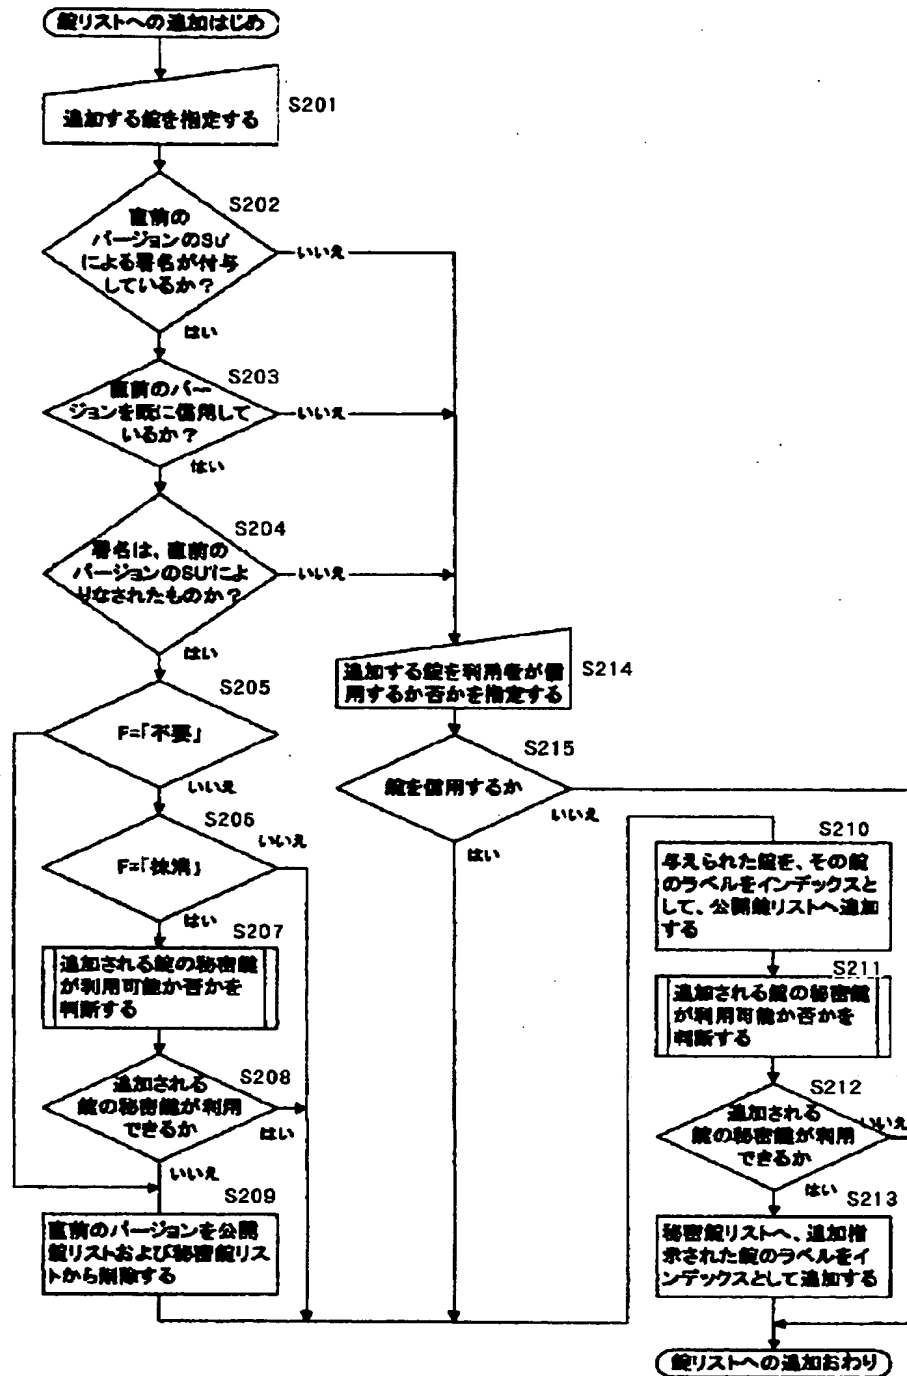 錠リストへの追加はじめ
S201
追加する錠を指定する
S202
直前の
バージョンのSU'
による署名が付与
しているか？
いいえ
はい
S203
直前のバー
ジョンを既に信用して
いるか？
いいえ
はい
S204
署名は、直前の
バージョンのSU'によ
りなされたものか？
いいえ
はい
S205
F=「不要」
いいえ
S206
F=「抹消」
いいえ
はい
S207
追加される錠の秘密鍵
が利用可能か否かを
判断する
S208
追加される
錠の秘密鍵が利用
できるか
はい
いいえ
S209
直前のバージョンを公開
錠リストおよび秘密錠リス
トから削除する
S214
追加する錠を利用者が信
用するか否かを指定する
S215
錠を信用するか
いいえ
はい
S210
与えられた錠を、その錠
のラベルをインデックスと
して、公開錠リストへ追加
する
S211
追加される錠の秘密鍵
が利用可能か否かを
判断する
S212
追加される
錠の秘密鍵が利用
できるか
いいえ
はい
S213
秘密錠リストへ、追加指
示された錠のラベルをイ
ンデックスとして追加する
錠リストへの追加おわり